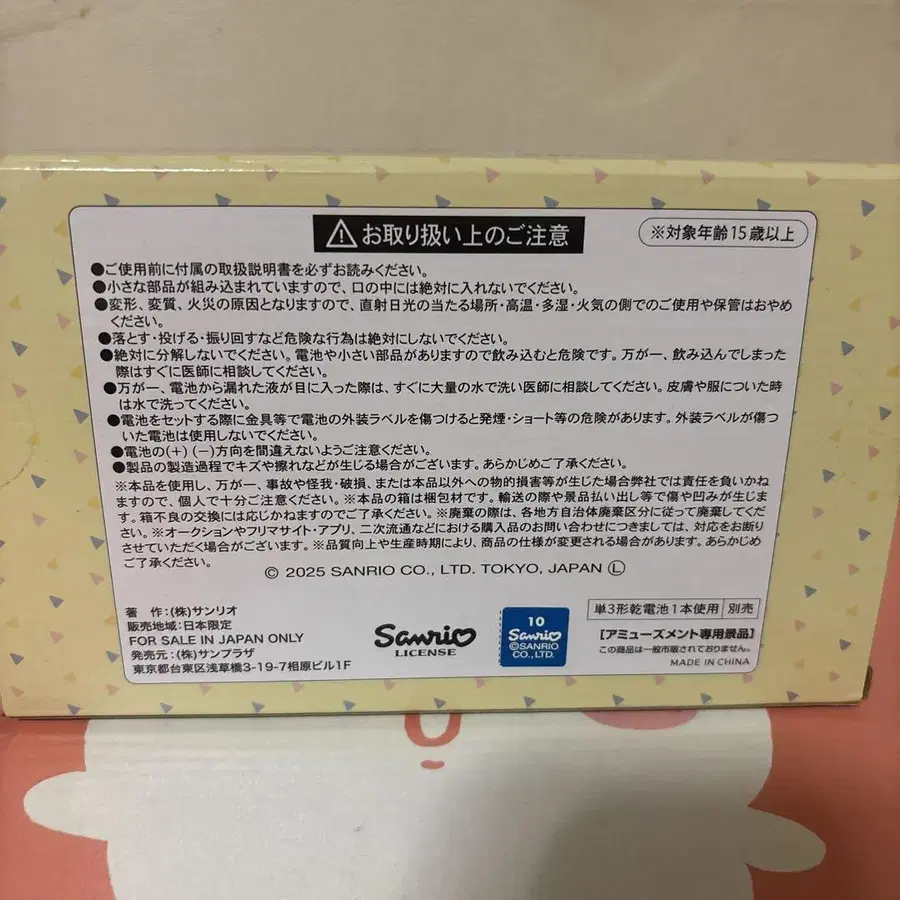 ⚠お取り扱い上のご注意
※対象年齢15歳以上
●ご使用前に付属の取扱説明書を必ずお読みください。
●小さな部品が組み込まれていますので、口の中には絶対に入れないでください。
●変形、変質、火災の原因となりますので、直射日光の当たる場所・高温・多湿・火気の側でのご使用や保管はおやめ
ください。
●落とす・投げる・振り回すなど危険な行為は絶対にしないでください。
●絶対に分解しないでください。電池や小さい部品がありますので飲み込むと危険です。万が一、飲み込んでしまった
際はすぐに医師に相談してください。
●万が一、電池から漏れた液が目に入った際は、すぐに大量の水で洗い医師に相談してください。皮膚や服についた時
は水で洗ってください。
●電池をセットする際に金具等で電池の外装ラベルを傷つけると発煙・ショート等の危険があります。外装ラベルが傷つ
いた電池は使用しないでください。
●電池の(+)(−)方向を間違えないようご注意ください。
●製品の製造過程でキズや擦れなどが生じる場合がございます。あらかじめご了承ください。
※本品を使用し、万が一、事故や怪我・破損、または本品以外への物的損害等が生じた場合弊社では責任を負いかね
ますので、個人で十分ご注意ください。※本品の箱は梱包材です。輸送の際や景品払い出し等で傷や凹みが生じま
す。箱不良の交換には応じかねますのでご了承ください。※廃棄の際は、各地方自治体廃棄区分に従って廃棄してくだ
さい。※オークションやフリマサイト・アプリ、二次流通などにおける購入品のお問い合わせにつきましては、対応をお断り
させていただく場合がございます。※品質向上や生産時期により、商品の仕様が変更される場合があります。あらかじめ
ご了承ください。
© 2025 SANRIO CO., LTD. TOKYO, JAPAN Ⓛ
著 作:(株)サンリオ
販売地域:日本限定
FOR SALE IN JAPAN ONLY
発売元:(株)サンプラザ
東京都台東区浅草橋3-19-7相原ビル1F
Sanrio
LICENSE
10
Sanrio
©SANRIO
CO., LTD.
単3形乾電池1本使用 別売
[アミューズメント専用景品]
この商品は一般市販されておりません。
MADE IN CHINA